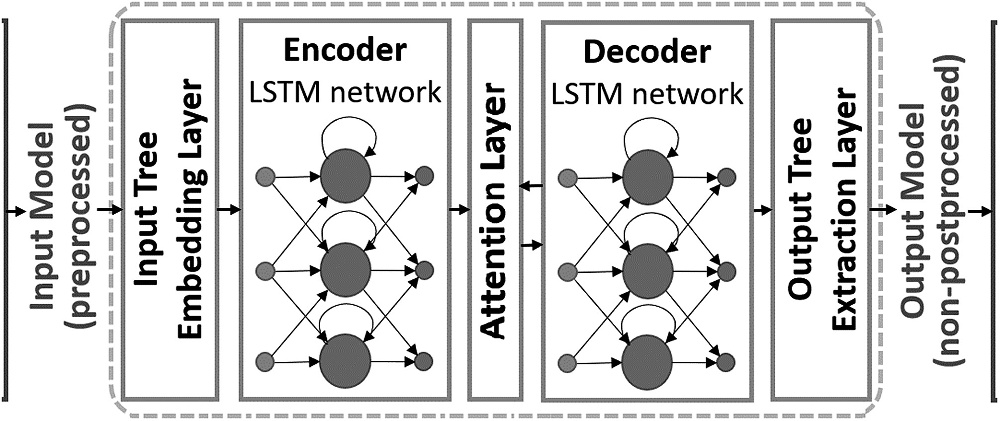 Input Model
(preprocessed)
Input Tree
Embedding Layer
Encoder
LSTM network
Attention Layer
Decoder
LSTM network
Output Tree
Extraction Layer
Output Model
(non-postprocessed)